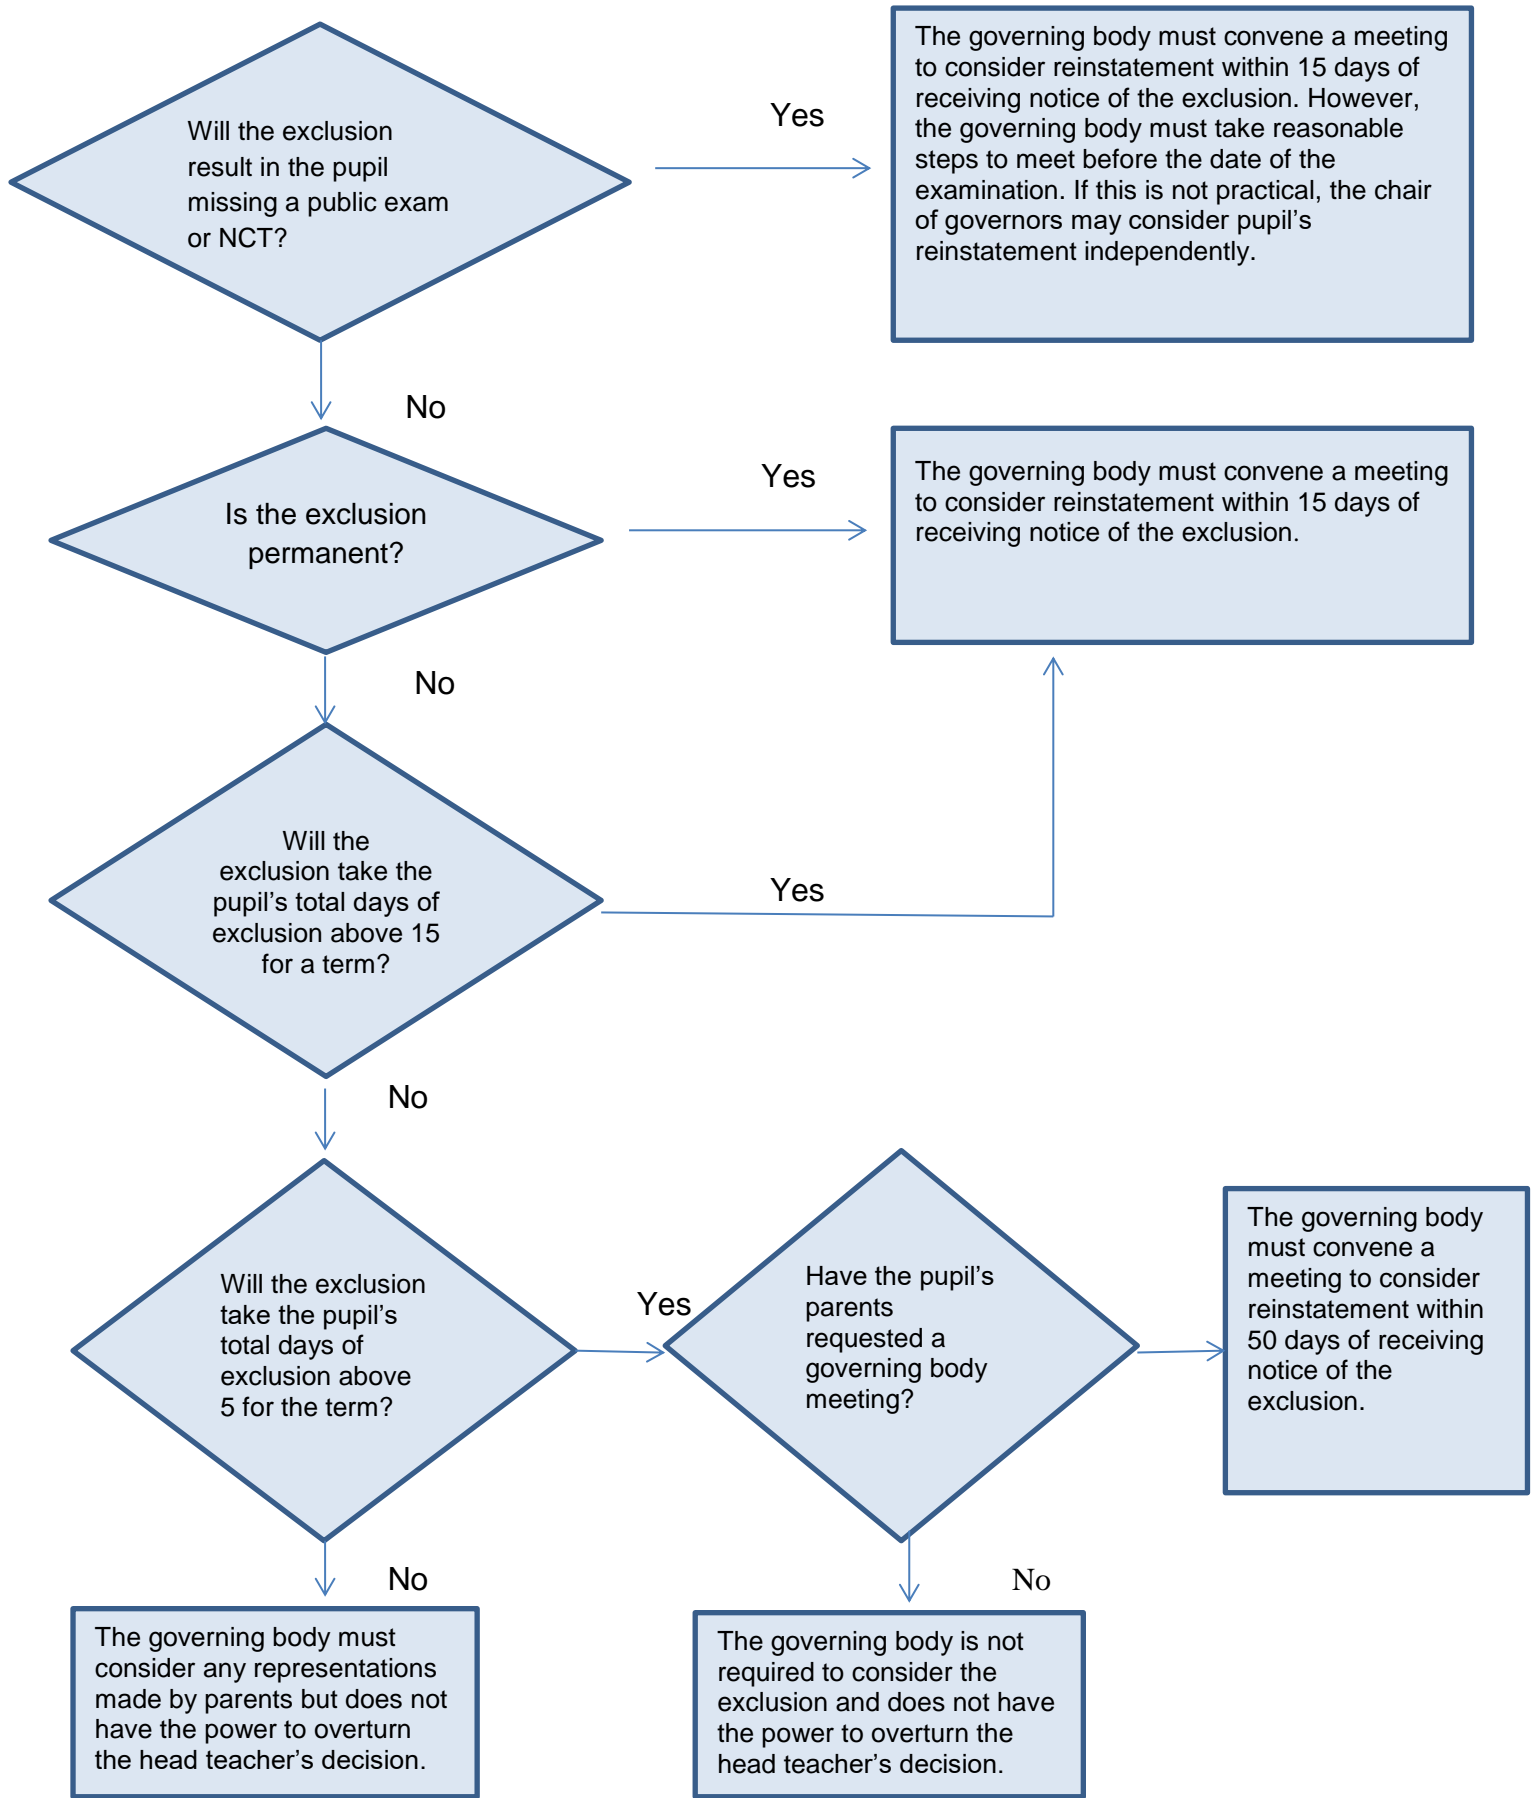 Will the exclusion
result in the pupil
missing a public exam
or NCT?
Yes
The governing body must convene a meeting
to consider reinstatement within 15 days of
receiving notice of the exclusion. However,
the governing body must take reasonable
steps to meet before the date of the
examination. If this is not practical, the chair
of governors may consider pupil’s
reinstatement independently.
No
Is the exclusion
permanent?
Yes
The governing body must convene a meeting
to consider reinstatement within 15 days of
receiving notice of the exclusion.
No
Will the
exclusion take the
pupil’s total days of
exclusion above 15
for a term?
Yes
No
Will the exclusion
take the pupil’s
total days of
exclusion above
5 for the term?
Yes
Have the pupil’s
parents
requested a
governing body
meeting?
The governing body
must convene a
meeting to consider
reinstatement within
50 days of receiving
notice of the
exclusion.
No
The governing body must
consider any representations
made by parents but does not
have the power to overturn
the head teacher’s decision.
No
The governing body is not
required to consider the
exclusion and does not have
the power to overturn the
head teacher’s decision.